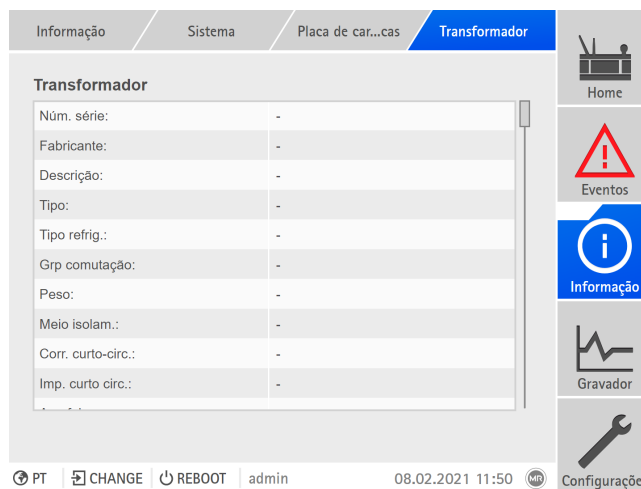 Informação
Sistema
Placa de car...cas
Transformador
Transformador
Núm. série: -
Fabricante: -
Descrição: -
Tipo: -
Tipo refrig.: -
Grp comutação: -
Peso: -
Meio isolam.: -
Corr. curto-circ.: -
Imp. curto circ.: -
Home
Eventos
Informação
Gravador
Configuraçõe
PT
CHANGE
REBOOT
admin
08.02.2021 11:50
MR